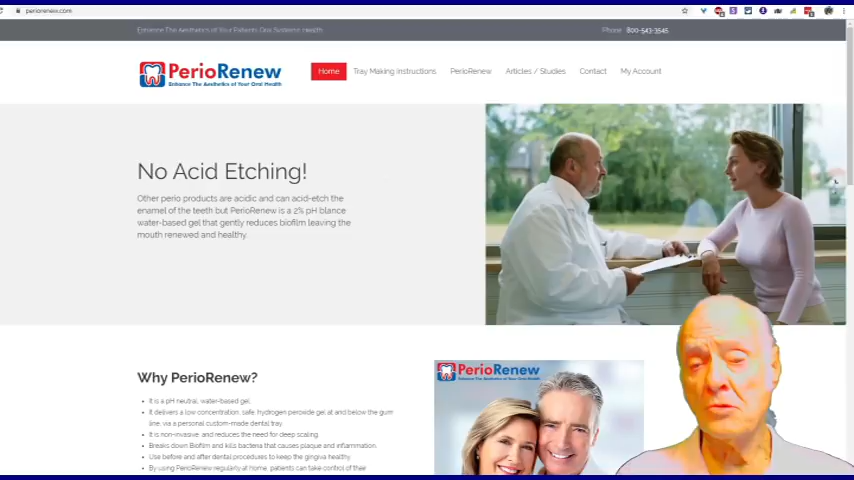 periorenew.com
Enhance The Aesthetics of Your Patients Oral Systemic Health
Phone: 800-543-3545
PerioRenew
Enhance The Aesthetics of Your Oral Health
Home
Tray Making Instructions
PerioRenew
Articles / Studies
Contact
My Account
No Acid Etching!
Other perio products are acidic and can acid-etch the
enamel of the teeth but PerioRenew is a 2% pH blance
water-based gel that gently reduces biofilm leaving the
mouth renewed and healthy.
Why PerioRenew?
It is a pH neutral, water-based gel.
It delivers a low concentration, safe, hydrogen peroxide gel at and below the gum
line, via a personal custom-made dental tray
It is non-invasive, and reduces the need for deep scaling
Breaks down Biofilm and kills bacteria that causes plaque and inflammation.
Use before and after dental procedures to keep the gingiva healthy.
By using PerioRenew regularly at Home, patients can take control of their
PerioRenew
Enhance The Aesthetics of Your Oral Health